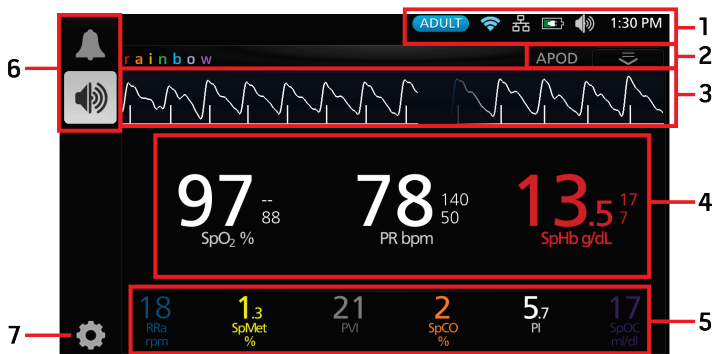 ADULT 1:30 PM 1
6 rainbow APOD 2
3
97 -- 88 78 140 50 13.5 17 7 4
SpO₂ % PR bpm SpHb g/dL
18 1.3 21 2 5.7 17 5
RRa SpMet PVI SpCO PI SpOC
rpm % % ml/dl
7